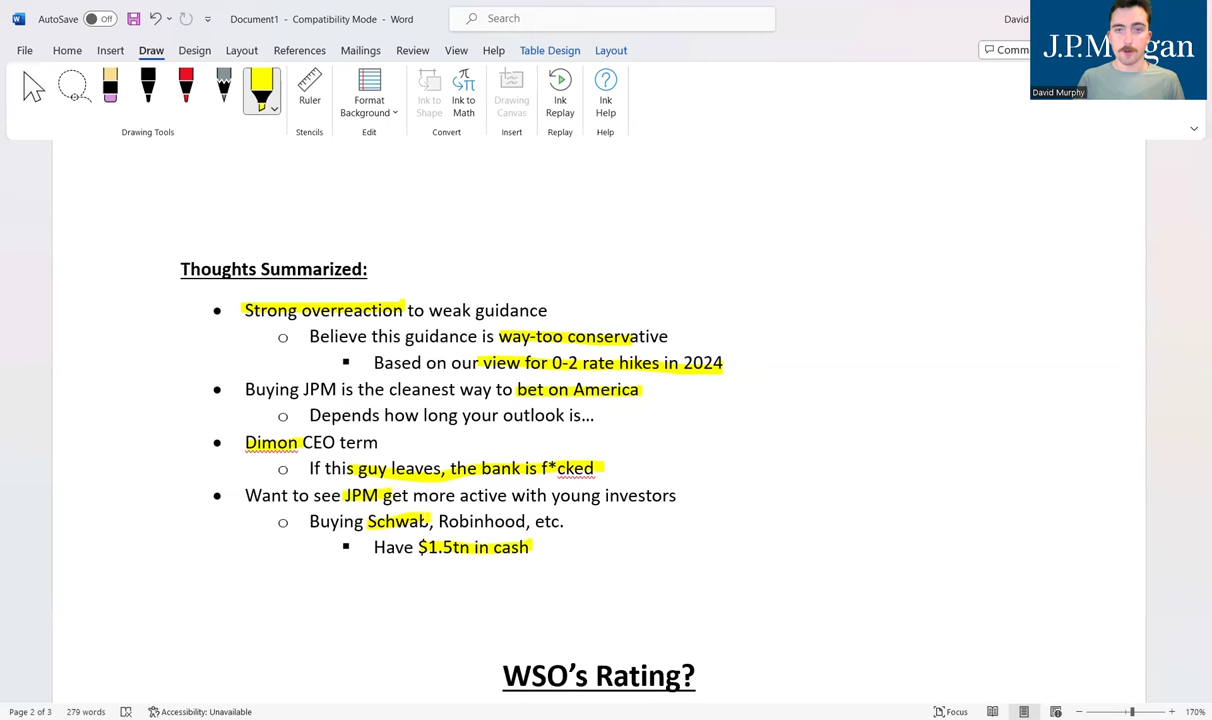 AutoSave Off Document1 - Compatibility Mode - Word Search David
File Home Insert Draw Design Layout References Mailings Review View Help Table Design Layout Comm
J.P.M gan
David Murphy
Ruler Format Background Ink to Shape Ink to Math Drawing Canvas Ink Replay Ink Help
Drawing Tools Stencils Edit Convert Insert Replay Help
Thoughts Summarized:
• Strong overreaction to weak guidance
o Believe this guidance is way-too conservative
▪ Based on our view for 0-2 rate hikes in 2024
• Buying JPM is the cleanest way to bet on America
o Depends how long your outlook is…
• Dimon CEO term
o If this guy leaves, the bank is f*cked
• Want to see JPM get more active with young investors
o Buying Schwab, Robinhood, etc.
▪ Have $1.5tn in cash
WSO’s Rating?
Page 2 of 3 279 words Accessibility: Unavailable Focus 170%